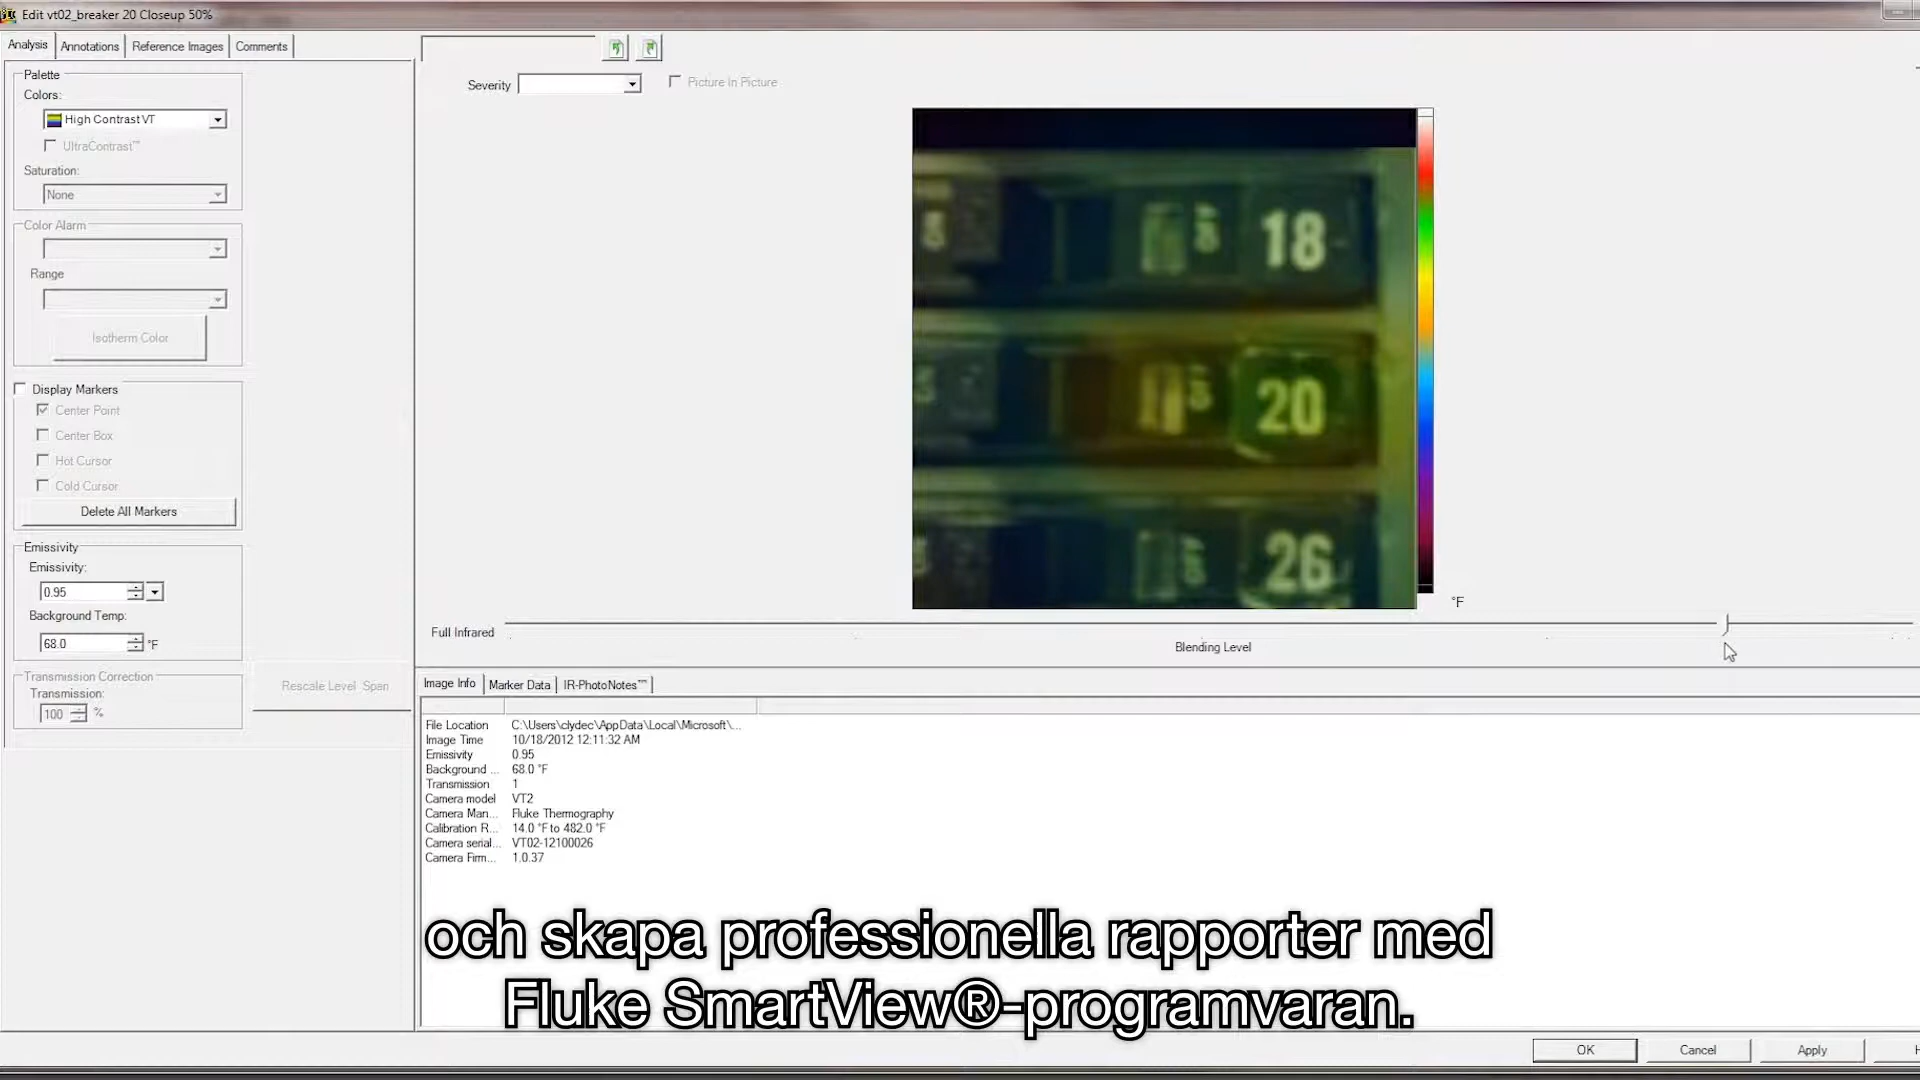 Edit vt02_breaker 20 Closeup 50%
Analysis
Annotations
Reference Images
Comments
Palette
Colors:
High Contrast VT
UltraContrast™
Saturation:
None
Color Alarm
Range
Isotherm Color
Display Markers
Center Point
Center Box
Hot Cursor
Cold Cursor
Delete All Markers
Emissivity
Emissivity:
0.95
Background Temp:
68.0 °F
Transmission Correction
Transmission:
100 %
Rescale Level Span
Severity
Picture In Picture
OFF 18
OFF 20
OFF 26
°F
Full Infrared
Blending Level
Image Info
Marker Data
IR-PhotoNotes™
File Location C:\Users\clydec\AppData\Local\Microsoft\...
Image Time 10/18/2012 12:11:32 AM
Emissivity 0.95
Background ... 68.0 °F
Transmission 1
Camera model VT2
Camera Man... Fluke Thermography
Calibration R... 14.0 °F to 482.0 °F
Camera serial... VT02-12100026
Camera Firm... 1.0.37
och skapa professionella rapporter med
Fluke SmartView®-programvaran.
OK
Cancel
Apply